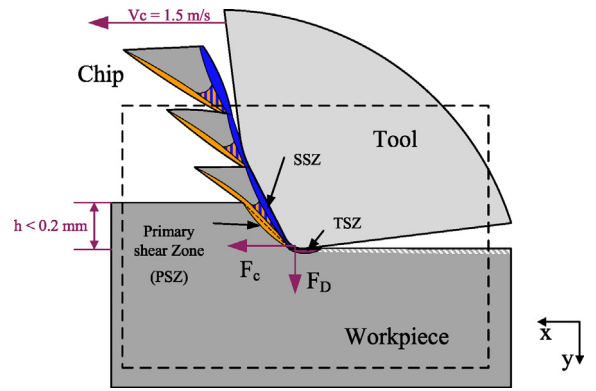 Vc = 1.5 m/s
Chip
Tool
SSZ
h < 0.2 mm
TSZ
Primary
shear Zone
(PSZ)
Fc
FD
Workpiece
x
y